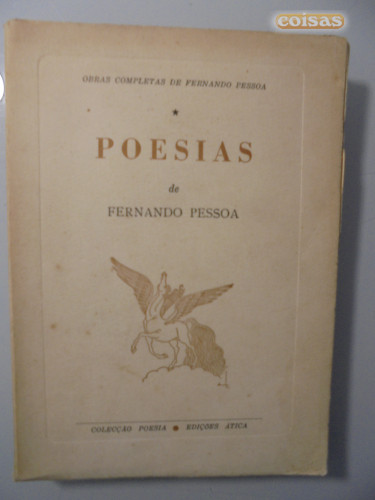 coisas
OBRAS COMPLETAS DE FERNANDO PESSOA
*
POESIAS
de
FERNANDO PESSOA
COLECÇÃO POESIA * EDIÇÕES ÁTICA